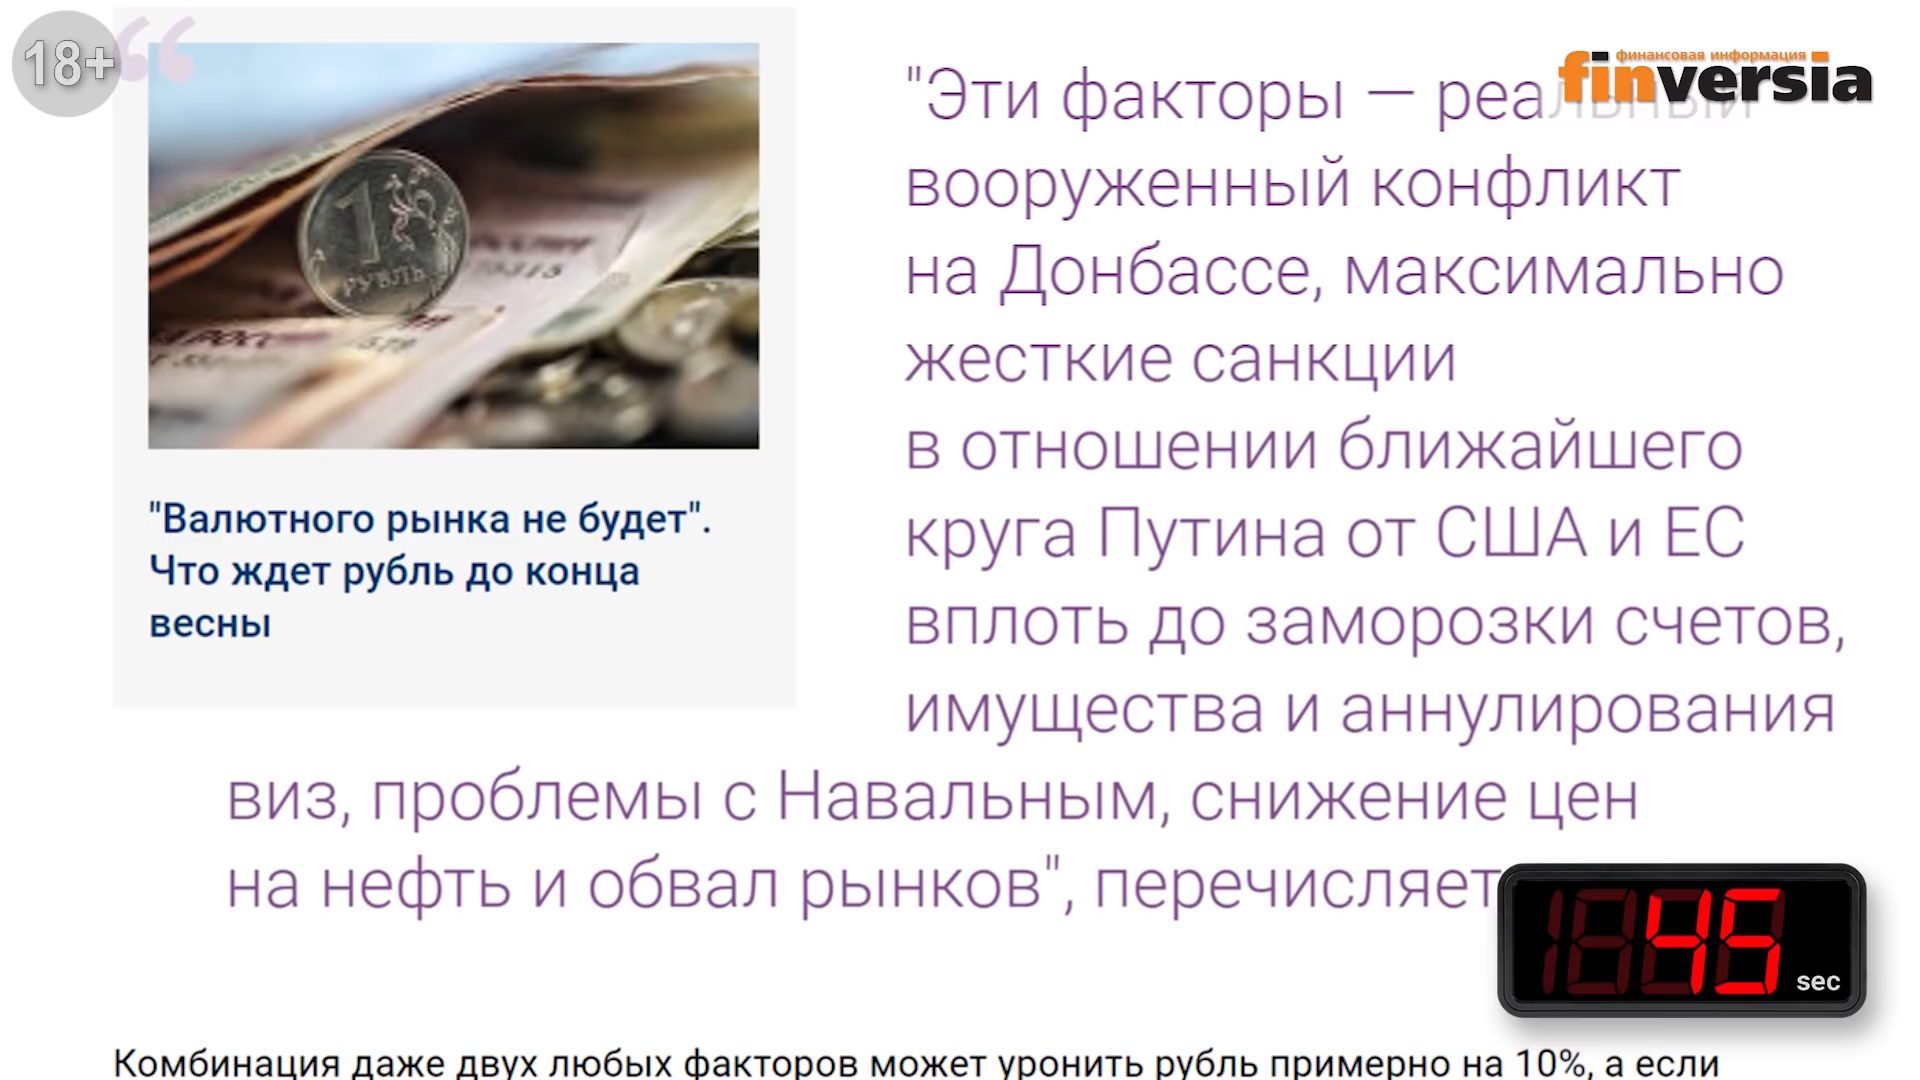 18+
финансовая информация
finversia
"Эти факторы — реальный
вооруженный конфликт
на Донбассе, максимально
жесткие санкции
в отношении ближайшего
круга Путина от США и ЕС
вплоть до заморозки счетов,
имущества и аннулирования
виз, проблемы с Навальным, снижение цен
на нефть и обвал рынков", перечисляет
1
РУБЛЬ
"Валютного рынка не будет".
Что ждет рубль до конца
весны
45
sec
Комбинация даже двух любых факторов может уронить рубль примерно на 10%, а если